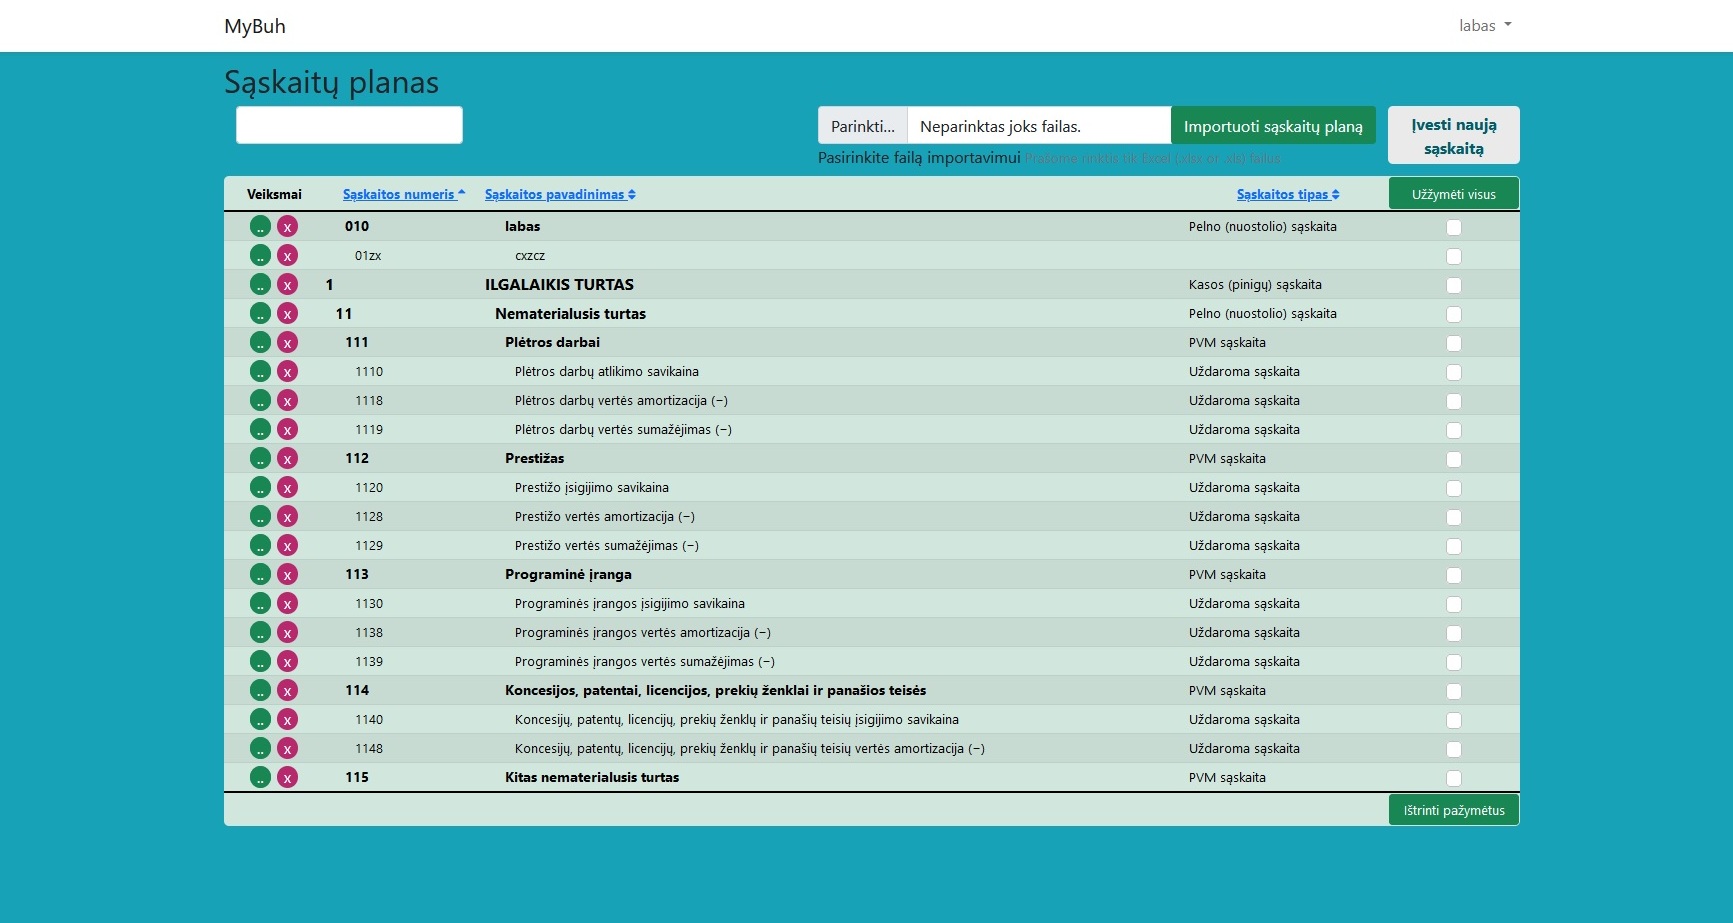 MyBuh
labas
Sąskaitų planas
Parinkti... Neparinktas joks failas. Importuoti sąskaitų planą
Įvesti naują
sąskaitą
Pasirinkite failą importavimui Prašome rinktis tik Excel (.xlsx or .xls) failus
Veiksmai Sąskaitos numeris Sąskaitos pavadinimas Sąskaitos tipas Užžymėti visus
.. x 010 labas Pelno (nuostolio) sąskaita
.. x 01zx cxzcz
.. x 1 ILGALAIKIS TURTAS Kasos (pinigų) sąskaita
.. x 11 Nematerialusis turtas Pelno (nuostolio) sąskaita
.. x 111 Plėtros darbai PVM sąskaita
.. x 1110 Plėtros darbų atlikimo savikaina Uždaroma sąskaita
.. x 1118 Plėtros darbų vertės amortizacija (−) Uždaroma sąskaita
.. x 1119 Plėtros darbų vertės sumažėjimas (−) Uždaroma sąskaita
.. x 112 Prestižas PVM sąskaita
.. x 1120 Prestižo įsigijimo savikaina Uždaroma sąskaita
.. x 1128 Prestižo vertės amortizacija (−) Uždaroma sąskaita
.. x 1129 Prestižo vertės sumažėjimas (−) Uždaroma sąskaita
.. x 113 Programinė įranga PVM sąskaita
.. x 1130 Programinės įrangos įsigijimo savikaina Uždaroma sąskaita
.. x 1138 Programinės įrangos vertės amortizacija (−) Uždaroma sąskaita
.. x 1139 Programinės įrangos vertės sumažėjimas (−) Uždaroma sąskaita
.. x 114 Koncesijos, patentai, licencijos, prekių ženklai ir panašios teisės PVM sąskaita
.. x 1140 Koncesijų, patentų, licencijų, prekių ženklų ir panašių teisių įsigijimo savikaina Uždaroma sąskaita
.. x 1148 Koncesijų, patentų, licencijų, prekių ženklų ir panašių teisių vertės amortizacija (−) Uždaroma sąskaita
.. x 115 Kitas nematerialusis turtas PVM sąskaita
Ištrinti pažymėtus